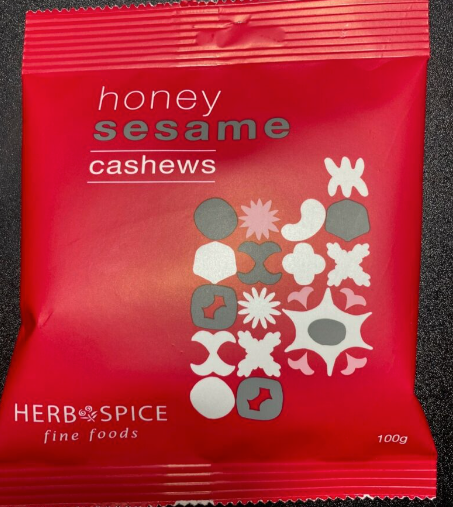 honey
sesame
cashews
HERB SPICE
fine foods
100g